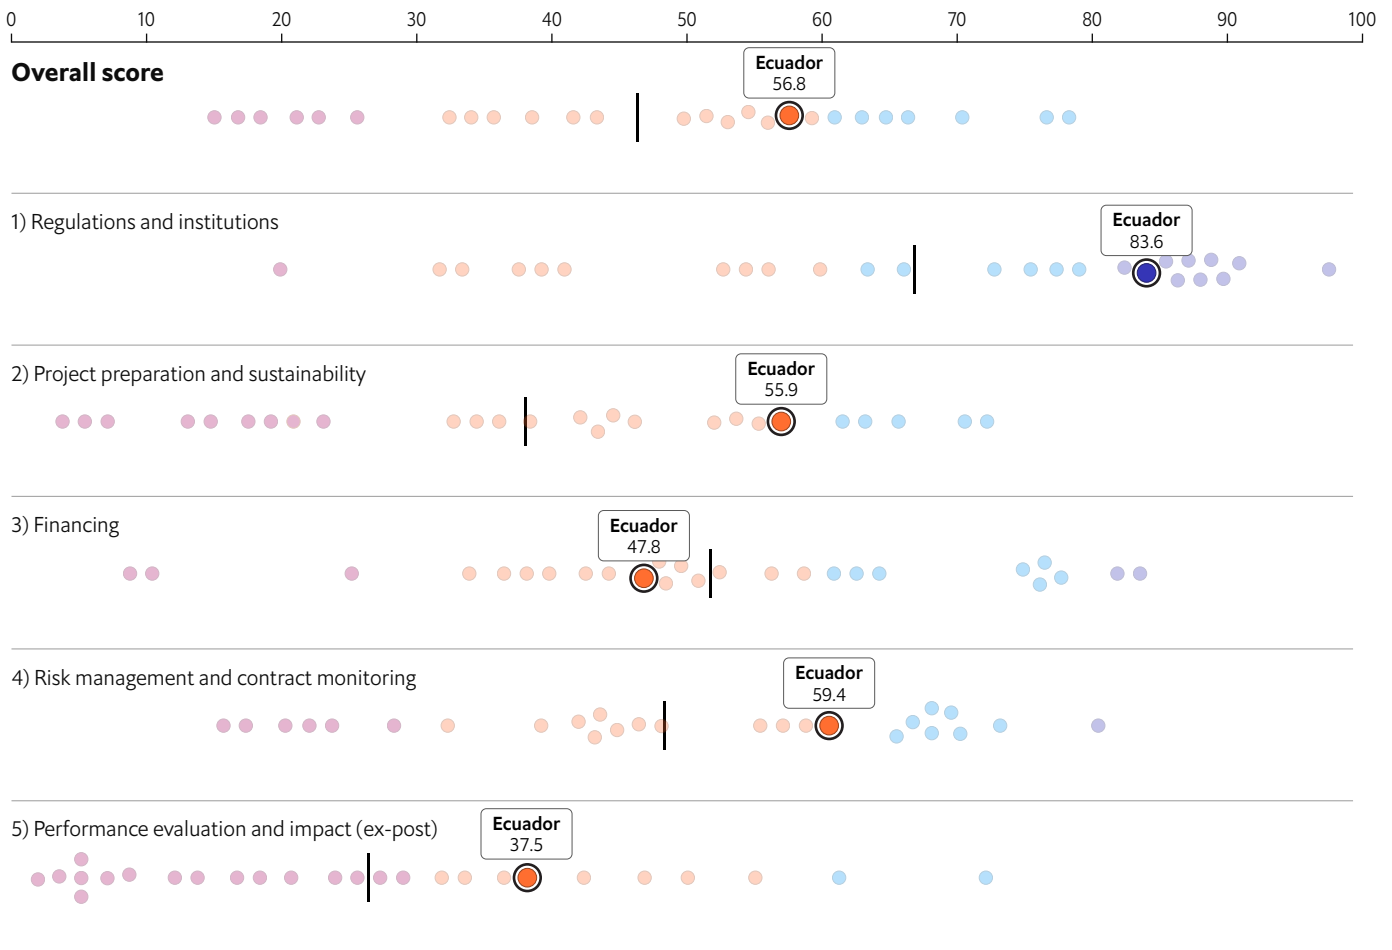 0 10 20 30 40 50 60 70 80 90 100
Overall score
Ecuador
56.8
1) Regulations and institutions
Ecuador
83.6
2) Project preparation and sustainability
Ecuador
55.9
3) Financing
Ecuador
47.8
4) Risk management and contract monitoring
Ecuador
59.4
5) Performance evaluation and impact (ex-post)
Ecuador
37.5